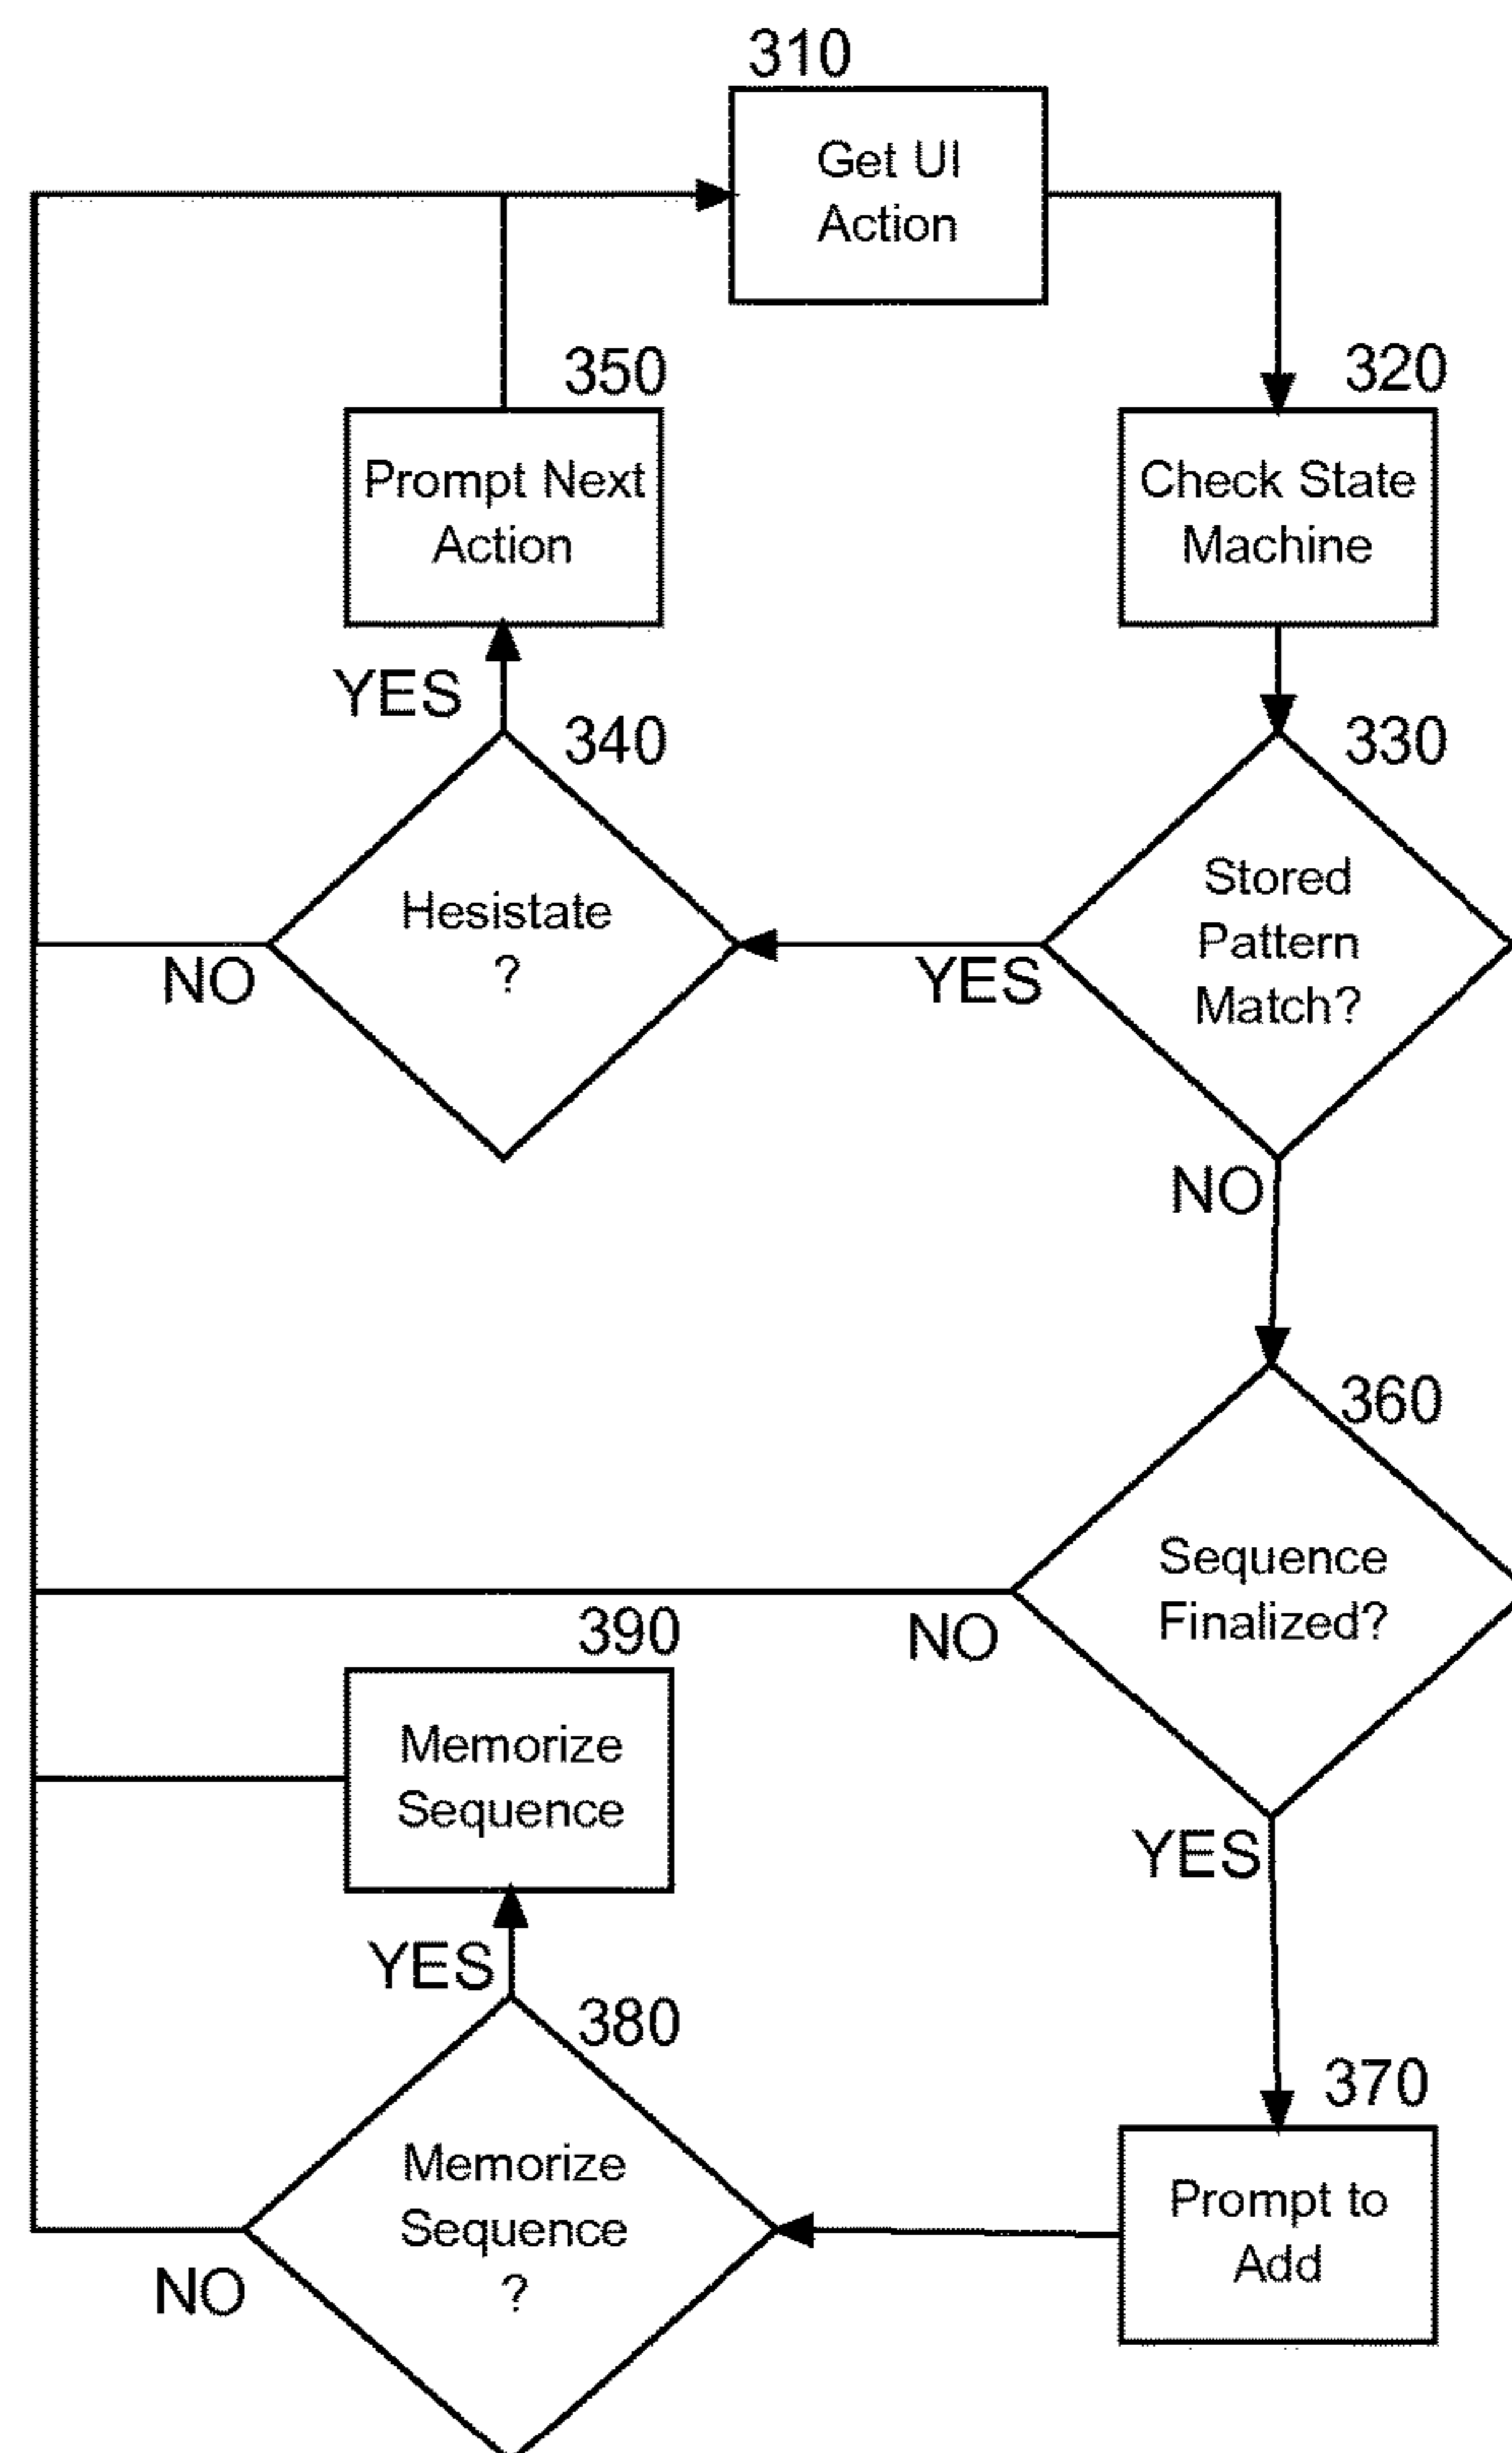 310
Get UI
Action
350
Prompt Next
Action
320
Check State
Machine
YES
340
Hesistate
?
NO
330
Stored
Pattern
Match?
YES
NO
360
Sequence
Finalized?
NO
YES
390
Memorize
Sequence
YES
380
Memorize
Sequence
?
NO
370
Prompt to
Add